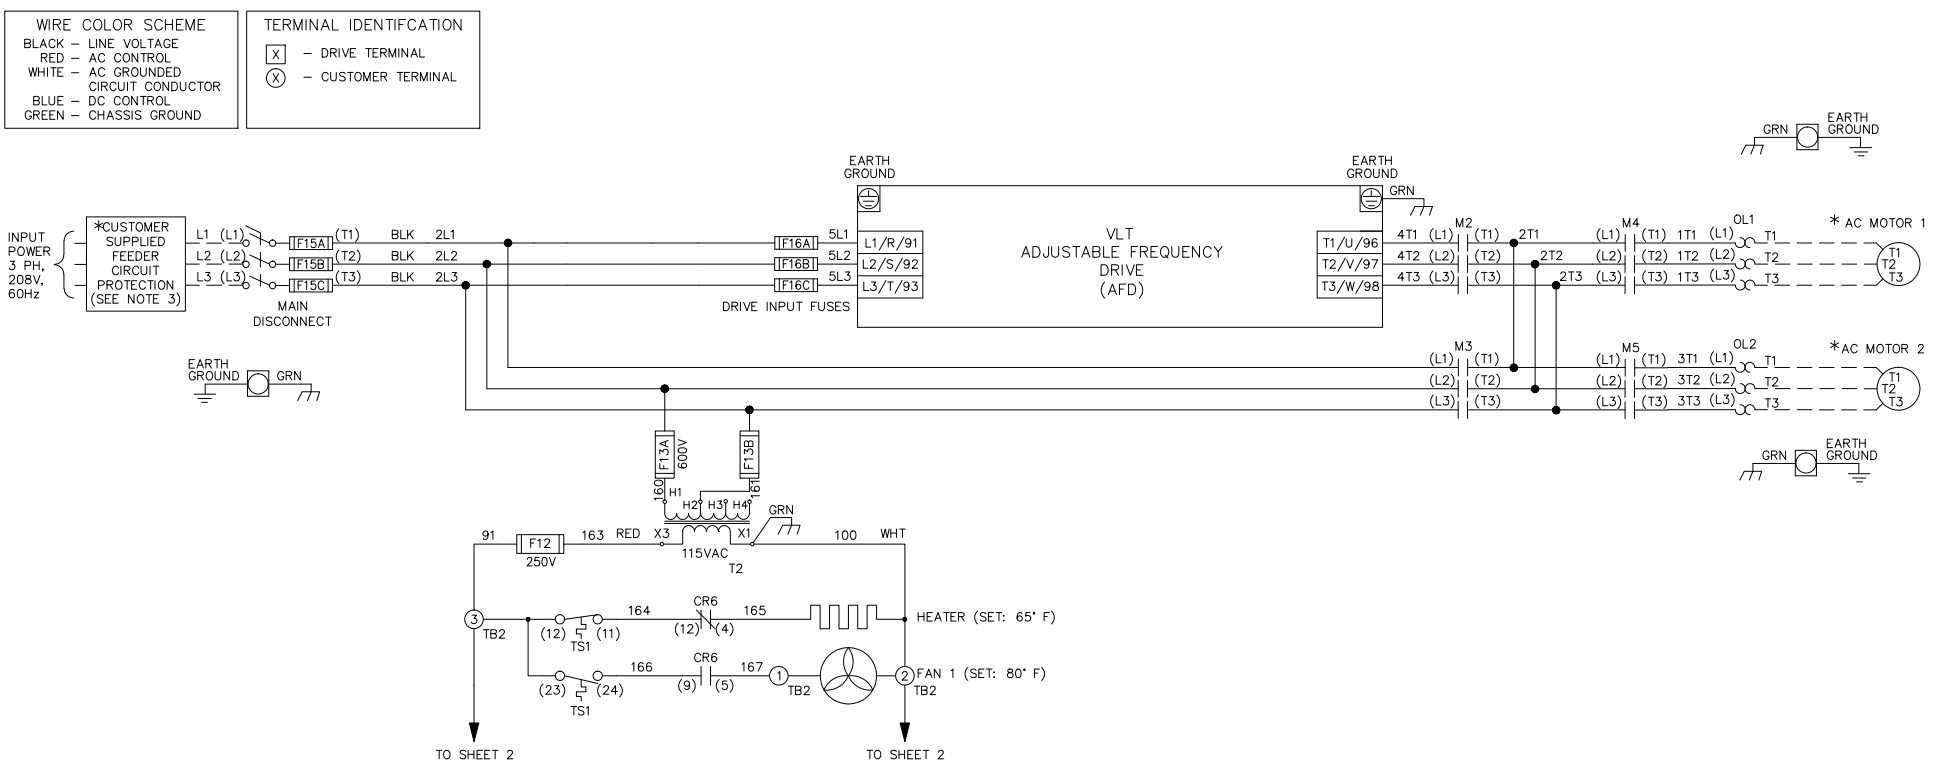 WIRE COLOR SCHEME
BLACK – LINE VOLTAGE
RED – AC CONTROL
WHITE – AC GROUNDED
CIRCUIT CONDUCTOR
BLUE – DC CONTROL
GREEN – CHASSIS GROUND
TERMINAL IDENTIFCATION
X – DRIVE TERMINAL
X – CUSTOMER TERMINAL
GRN
EARTH
GROUND
EARTH
GROUND
EARTH
GROUND
GRN
INPUT
POWER
3 PH,
208V,
60Hz
*CUSTOMER
SUPPLIED
FEEDER
CIRCUIT
PROTECTION
(SEE NOTE 3)
L1 (L1) F15A (T1) BLK 2L1 F16A 5L1 L1/R/91
L2 (L2) F15B (T2) BLK 2L2 F16B 5L2 L2/S/92
L3 (L3) F15C (T3) BLK 2L3 F16C 5L3 L3/T/93
MAIN
DISCONNECT
DRIVE INPUT FUSES
VLT
ADJUSTABLE FREQUENCY
DRIVE
(AFD)
M2 M4 OL1 * AC MOTOR 1
T1/U/96 4T1 (L1) (T1) 2T1 (L1) (T1) 1T1 (L1) T1 T1
T2/V/97 4T2 (L2) (T2) 2T2 (L2) (T2) 1T2 (L2) T2 T2
T3/W/98 4T3 (L3) (T3) 2T3 (L3) (T3) 1T3 (L3) T3 T3
EARTH
GROUND GRN
M3 M5 OL2 *AC MOTOR 2
(L1) (T1) (L1) (T1) 3T1 (L1) T1 T1
(L2) (T2) (L2) (T2) 3T2 (L2) T2 T2
(L3) (T3) (L3) (T3) 3T3 (L3) T3 T3
GRN
EARTH
GROUND
F13A
600V
F13B
160
161
H1
H2 H3 H4
GRN
91 F12 163 RED X3 X1 100 WHT
250V
115VAC
T2
3 TB2
164 CR6 165
(12) (11) (12) (4)
TS1
HEATER (SET: 65° F)
166 CR6 167
(23) (24) (9) (5) 1 TB2
TS1
2 FAN 1 (SET: 80° F)
TB2
TO SHEET 2
TO SHEET 2